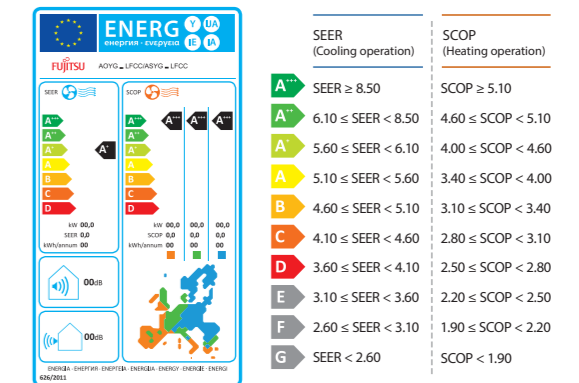 ENERG Y UA
енергия · ενεργεια IE IA
FUJITSU AOYG_LFCC/ASYG_LFCC
SEER SCOP
A+++ A+++ A+++ A+++ A+++
A++ A++
A+ A+ A+
A A
B B
C C
D D
kW 00,0 kW 00,0 00,0 00,0
SEER 0,0 SCOP 0,0 0,0 0,0
kWh/annum 00 kWh/annum 00 00 00
00dB
00dB
ENERGIA · ЕНЕРГИЯ · ΕΝΕΡΓΕΙΑ · ENERGIJA · ENERGY · ENERGIE · ENERGI
626/2011
SEER SCOP
(Cooling operation) (Heating operation)
A+++ SEER ≥ 8.50 SCOP ≥ 5.10
A++ 6.10 ≤ SEER < 8.50 4.60 ≤ SCOP < 5.10
A+ 5.60 ≤ SEER < 6.10 4.00 ≤ SCOP < 4.60
A 5.10 ≤ SEER < 5.60 3.40 ≤ SCOP < 4.00
B 4.60 ≤ SEER < 5.10 3.10 ≤ SCOP < 3.40
C 4.10 ≤ SEER < 4.60 2.80 ≤ SCOP < 3.10
D 3.60 ≤ SEER < 4.10 2.50 ≤ SCOP < 2.80
E 3.10 ≤ SEER < 3.60 2.20 ≤ SCOP < 2.50
F 2.60 ≤ SEER < 3.10 1.90 ≤ SCOP < 2.20
G SEER < 2.60 SCOP < 1.90